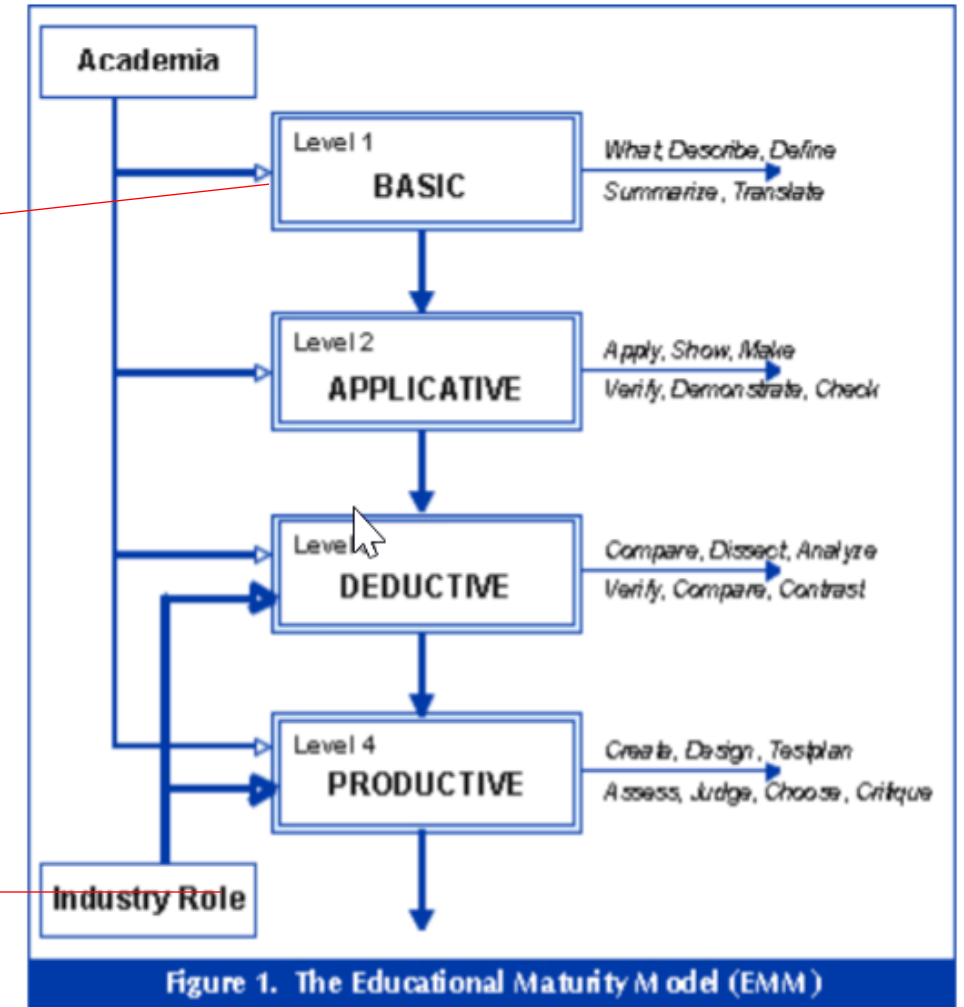 Academia
Level 1
BASIC
What, Describe, Define
Summarize, Translate
Level 2
APPLICATIVE
Apply, Show, Make
Verify, Demonstrate, Check
Level
DEDUCTIVE
Compare, Dissect, Analyze
Verify, Compare, Contrast
Level 4
PRODUCTIVE
Create, Design, Testplan
Assess, Judge, Choose, Critique
Industry Role
Figure 1. The Educational Maturity Model (EMM)